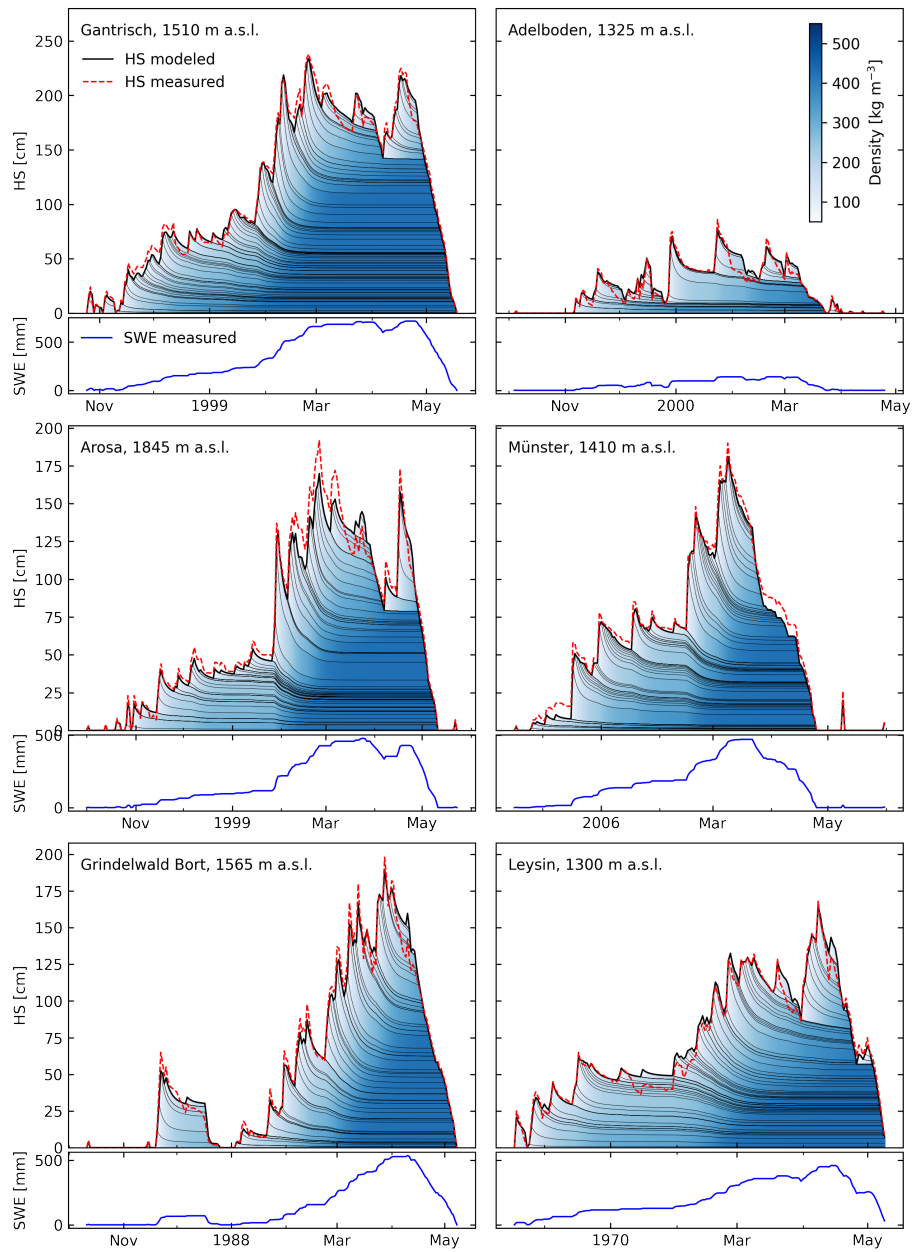 Gantrisch, 1510 m a.s.l.
HS modeled
HS measured
HS [cm]
250
200
150
100
50
0
SWE measured
SWE [mm]
500
0
Nov 1999 Mar May
Adelboden, 1325 m a.s.l.
500
400
300
200
100
Density [kg m⁻³]
Nov 2000 Mar May
Arosa, 1845 m a.s.l.
HS [cm]
200
175
150
125
100
75
50
25
0
SWE [mm]
500
0
Nov 1999 Mar May
Münster, 1410 m a.s.l.
2006 Mar May
Grindelwald Bort, 1565 m a.s.l.
HS [cm]
200
175
150
125
100
75
50
25
0
SWE [mm]
500
0
Nov 1988 Mar May
Leysin, 1300 m a.s.l.
1970 Mar May